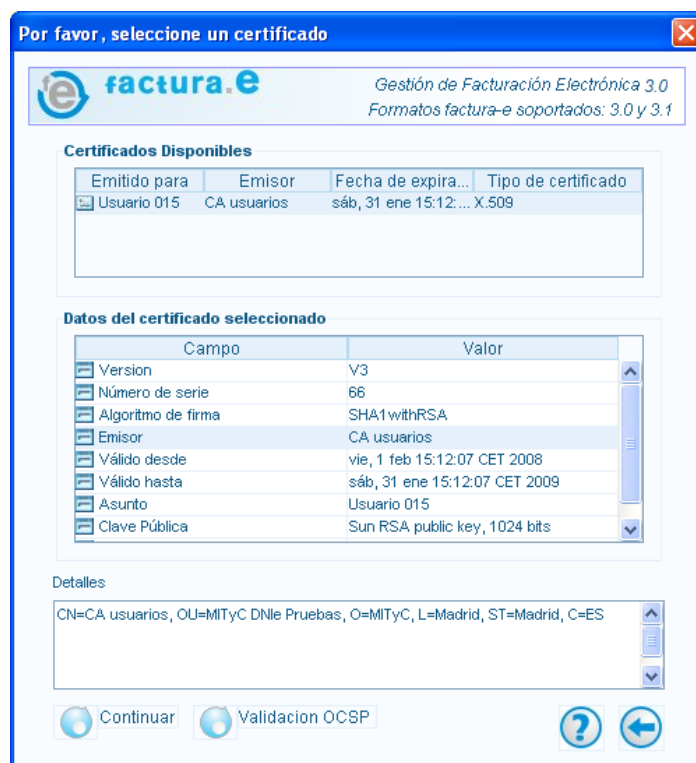 Por favor, seleccione un certificado
factura.e
Gestión de Facturación Electrónica 3.0
Formatos factura-e soportados: 3.0 y 3.1
Certificados Disponibles
Emitido para Emisor Fecha de expira... Tipo de certificado
Usuario 015 CA usuarios sáb, 31 ene 15:12:... X.509
Datos del certificado seleccionado
Campo Valor
Version V3
Número de serie 66
Algoritmo de firma SHA1withRSA
Emisor CA usuarios
Válido desde vie, 1 feb 15:12:07 CET 2008
Válido hasta sáb, 31 ene 15:12:07 CET 2009
Asunto Usuario 015
Clave Pública Sun RSA public key, 1024 bits
Detalles
CN=CA usuarios, OU=MITyC DNIe Pruebas, O=MITyC, L=Madrid, ST=Madrid, C=ES
Continuar Validacion OCSP